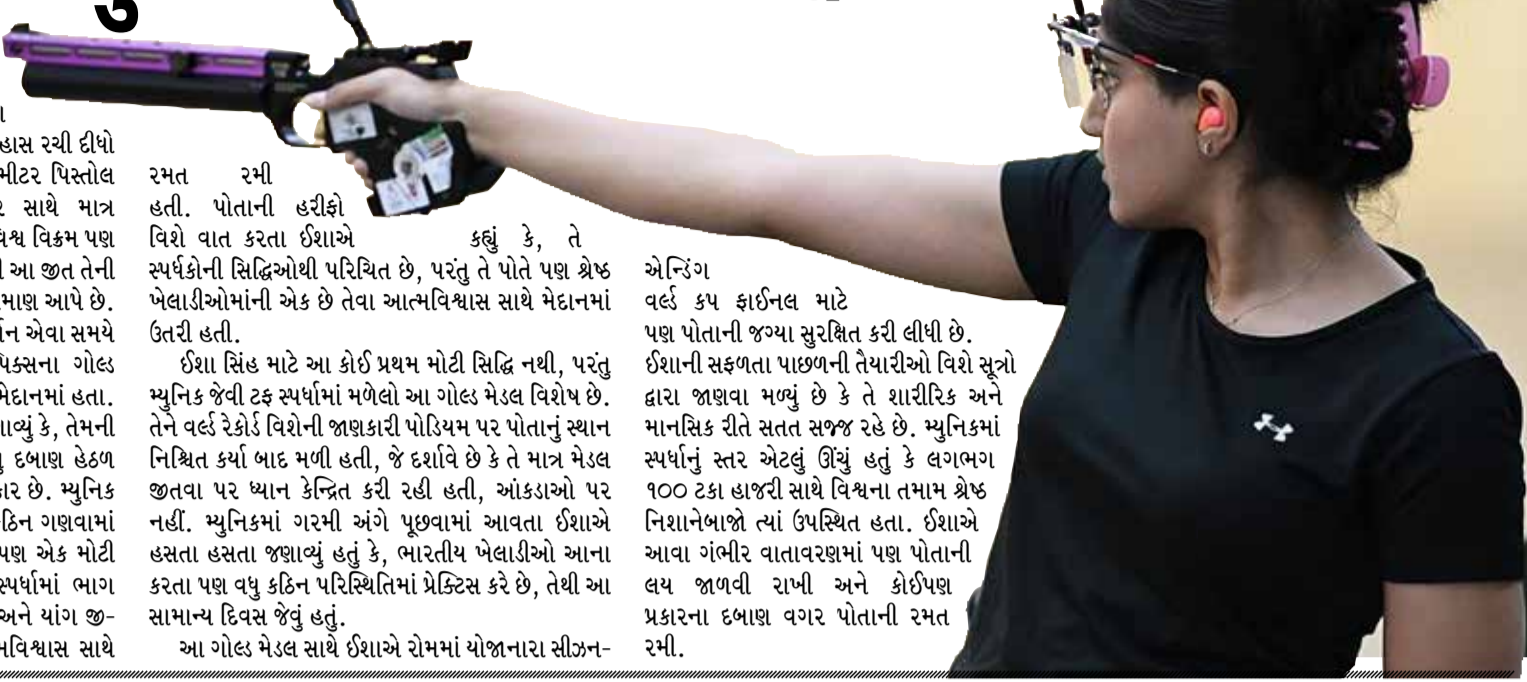 હાસ રચી દીધો
મીટર પિસ્તોલ
સાથે માત્ર
વિશ્વ વિક્રમ પણ
આ જીત તેની
માણ આપે છે.
એવા સમયે
પિક્સના ગોલ્ડ
મેદાનમાં હતા.
કે, તેમની
દબાણ હેઠળ
કાર છે. મ્યુનિક
ઠિન ગણવામાં
પણ એક મોટી
સ્પર્ધામાં ભાગ
અને યાંગ જી-
મવિશ્વાસ સાથે
રમત રમી
હતી. પોતાની હરીફો
વિશે વાત કરતા ઈશાએ કહ્યું કે, તે
સ્પર્ધકોની સિદ્ધિઓથી પરિચિત છે, પરંતુ તે પોતે પણ શ્રેષ્ઠ
ખેલાડીઓમાંની એક છે તેવા આત્મવિશ્વાસ સાથે મેદાનમાં
ઉતરી હતી.
ઈશા સિંહ માટે આ કોઈ પ્રથમ મોટી સિદ્ધિ નથી, પરંતુ
મ્યુનિક જેવી ટફ સ્પર્ધામાં મળેલો આ ગોલ્ડ મેડલ વિશેષ છે.
તેને વર્લ્ડ રેકોર્ડ વિશેની જાણકારી પોડિયમ પર પોતાનું સ્થાન
નિશ્ચિત કર્યા બાદ મળી હતી, જે દર્શાવે છે કે તે માત્ર મેડલ
જીતવા પર ધ્યાન કેન્દ્રિત કરી રહી હતી, આંકડાઓ પર
નહીં. મ્યુનિકમાં ગરમી અંગે પૂછવામાં આવતા ઈશાએ
હસતા હસતા જણાવ્યું હતું કે, ભારતીય ખેલાડીઓ આના
કરતા પણ વધુ કઠિન પરિસ્થિતિમાં પ્રેક્ટિસ કરે છે, તેથી આ
સામાન્ય દિવસ જેવું હતું.
આ ગોલ્ડ મેડલ સાથે ઈશાએ રોમમાં યોજાનારા સીઝન-
એન્ડિંગ
વર્લ્ડ કપ ફાઈનલ માટે
પણ પોતાની જગ્યા સુરક્ષિત કરી લીધી છે.
ઈશાની સફળતા પાછળની તૈયારીઓ વિશે સૂત્રો
દ્વારા જાણવા મળ્યું છે કે તે શારીરિક અને
માનસિક રીતે સતત સજ્જ રહે છે. મ્યુનિકમાં
સ્પર્ધાનું સ્તર એટલું ઊંચું હતું કે લગભગ
૧૦૦ ટકા હાજરી સાથે વિશ્વના તમામ શ્રેષ્ઠ
નિશાનેબાજો ત્યાં ઉપસ્થિત હતા. ઈશાએ
આવા ગંભીર વાતાવરણમાં પણ પોતાની
લય જાળવી રાખી અને કોઈપણ
પ્રકારના દબાણ વગર પોતાની રમત
રમી.